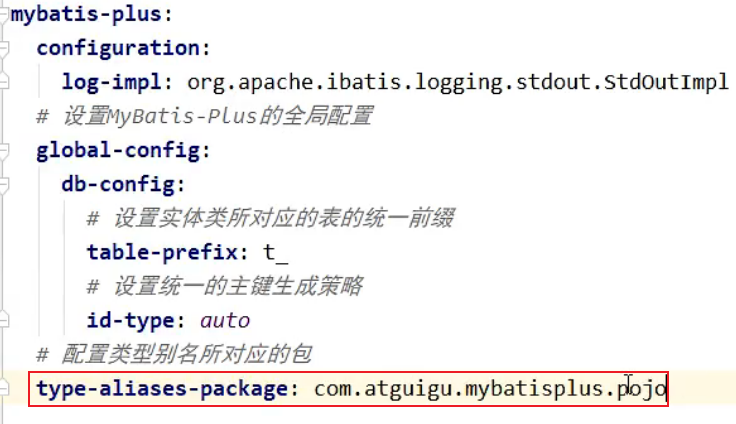 mybatis-plus:
  configuration:
    log-impl: org.apache.ibatis.logging.stdout.StdOutImpl
  # 设置MyBatis-Plus的全局配置
  global-config:
    db-config:
      # 设置实体类所对应的表的统一前缀
      table-prefix: t_
      # 设置统一的主键生成策略
      id-type: auto
  # 配置类型别名所对应的包
  type-aliases-package: com.atguigu.mybatisplus.pojo